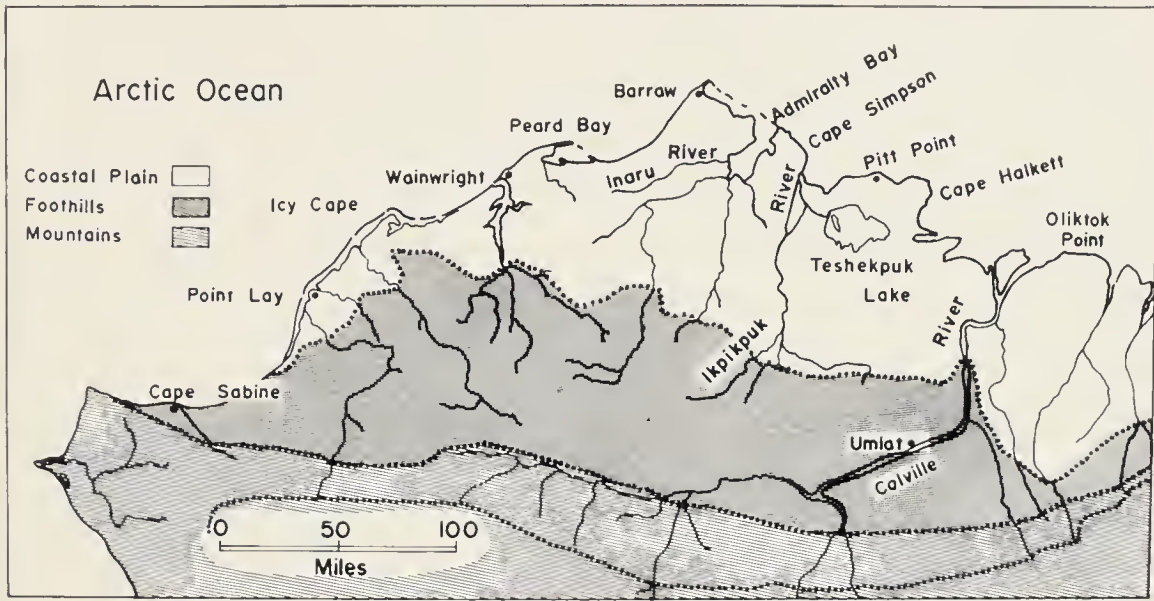 Arctic Ocean
Coastal Plain
Foothills
Mountains
Barrow
Peard Bay
Wainwright
Icy Cape
Point Lay
Cape Sabine
Inaru River
Admiralty Bay
Cape Simpson
Pitt Point
Cape Halkett
Oliktok
Point
Teshekpuk
Lake
Ikpikpuk River
Umiat
Calville River
0 50 100
Miles